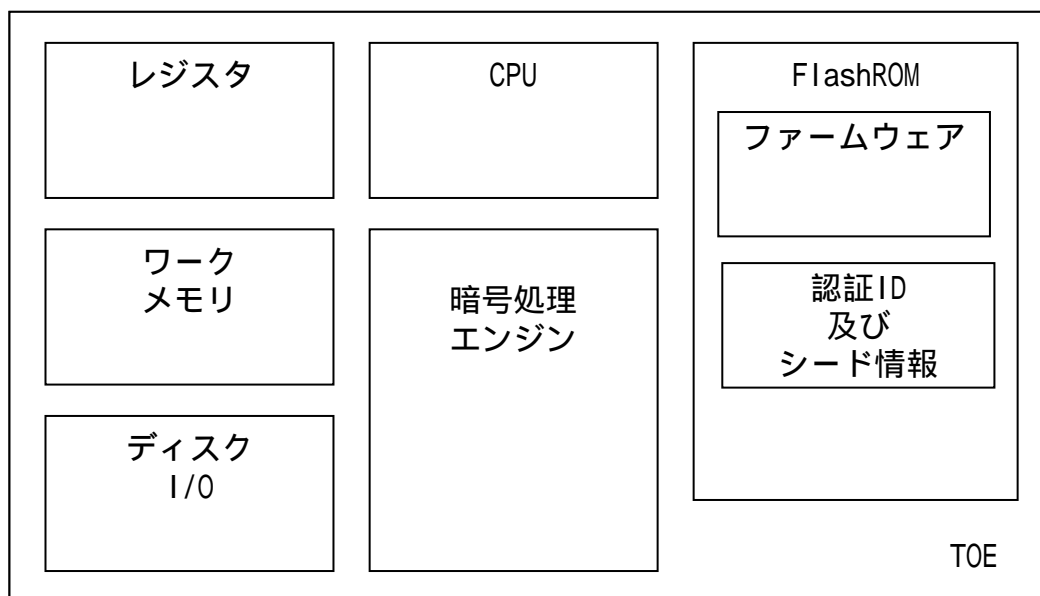 レジスタ
CPU
FlashROM
ファームウェア
ワーク
メモリ
暗号処理
エンジン
認証ID
及び
シード情報
ディスク
I/O
TOE